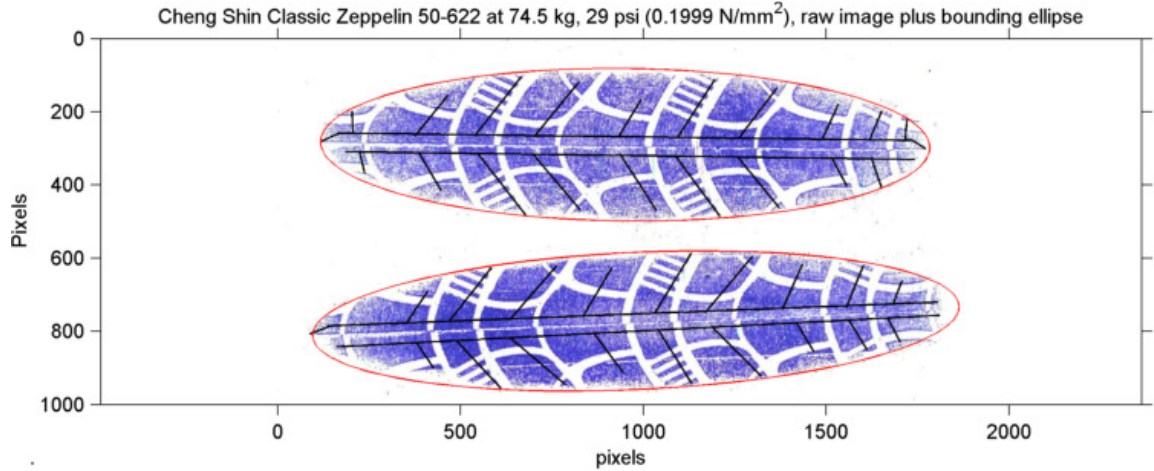 Cheng Shin Classic Zeppelin 50-622 at 74.5 kg, 29 psi (0.1999 N/mm²), raw image plus bounding ellipse
Pixels
0
200
400
600
800
1000
0 500 1000 1500 2000
pixels